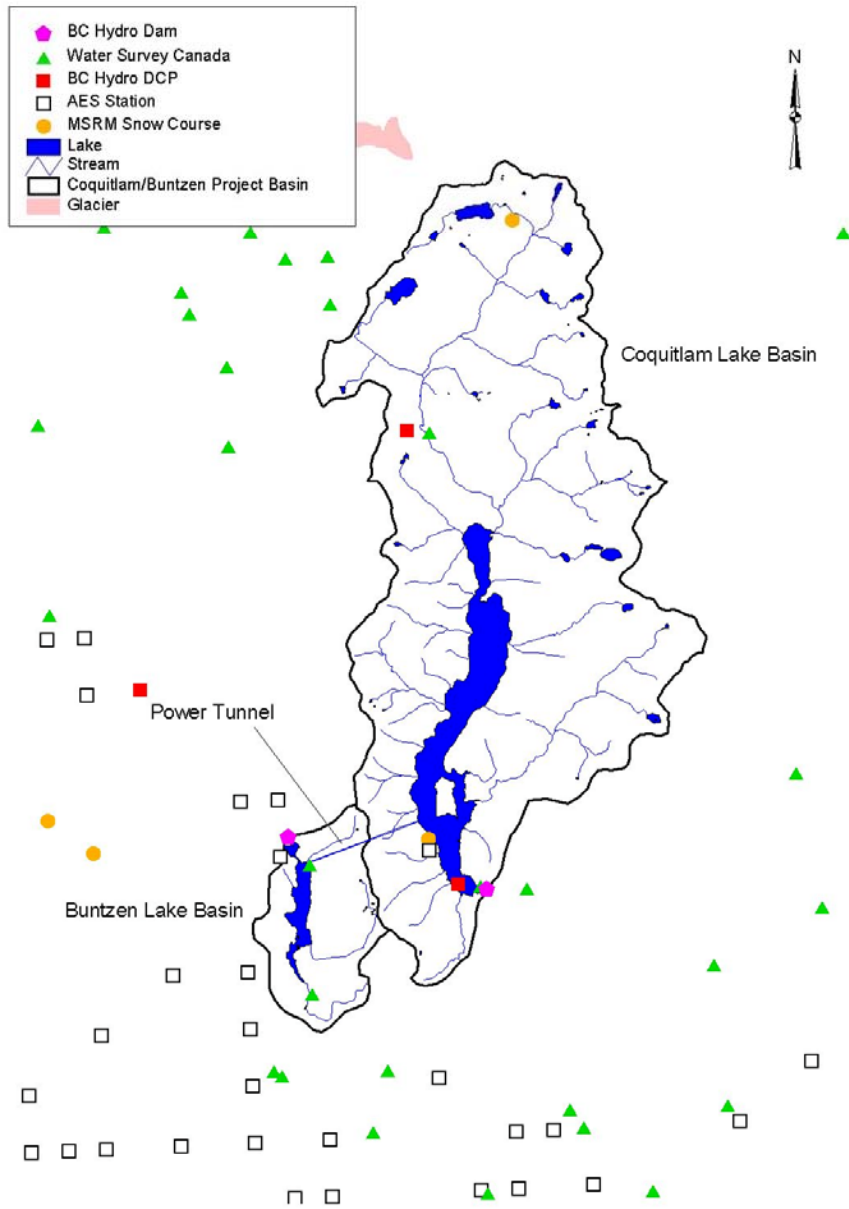 BC Hydro Dam
Water Survey Canada
BC Hydro DCP
AES Station
MSRM Snow Course
Lake
Stream
Coquitlam/Buntzen Project Basin
Glacier
N
Coquitlam Lake Basin
Power Tunnel
Buntzen Lake Basin